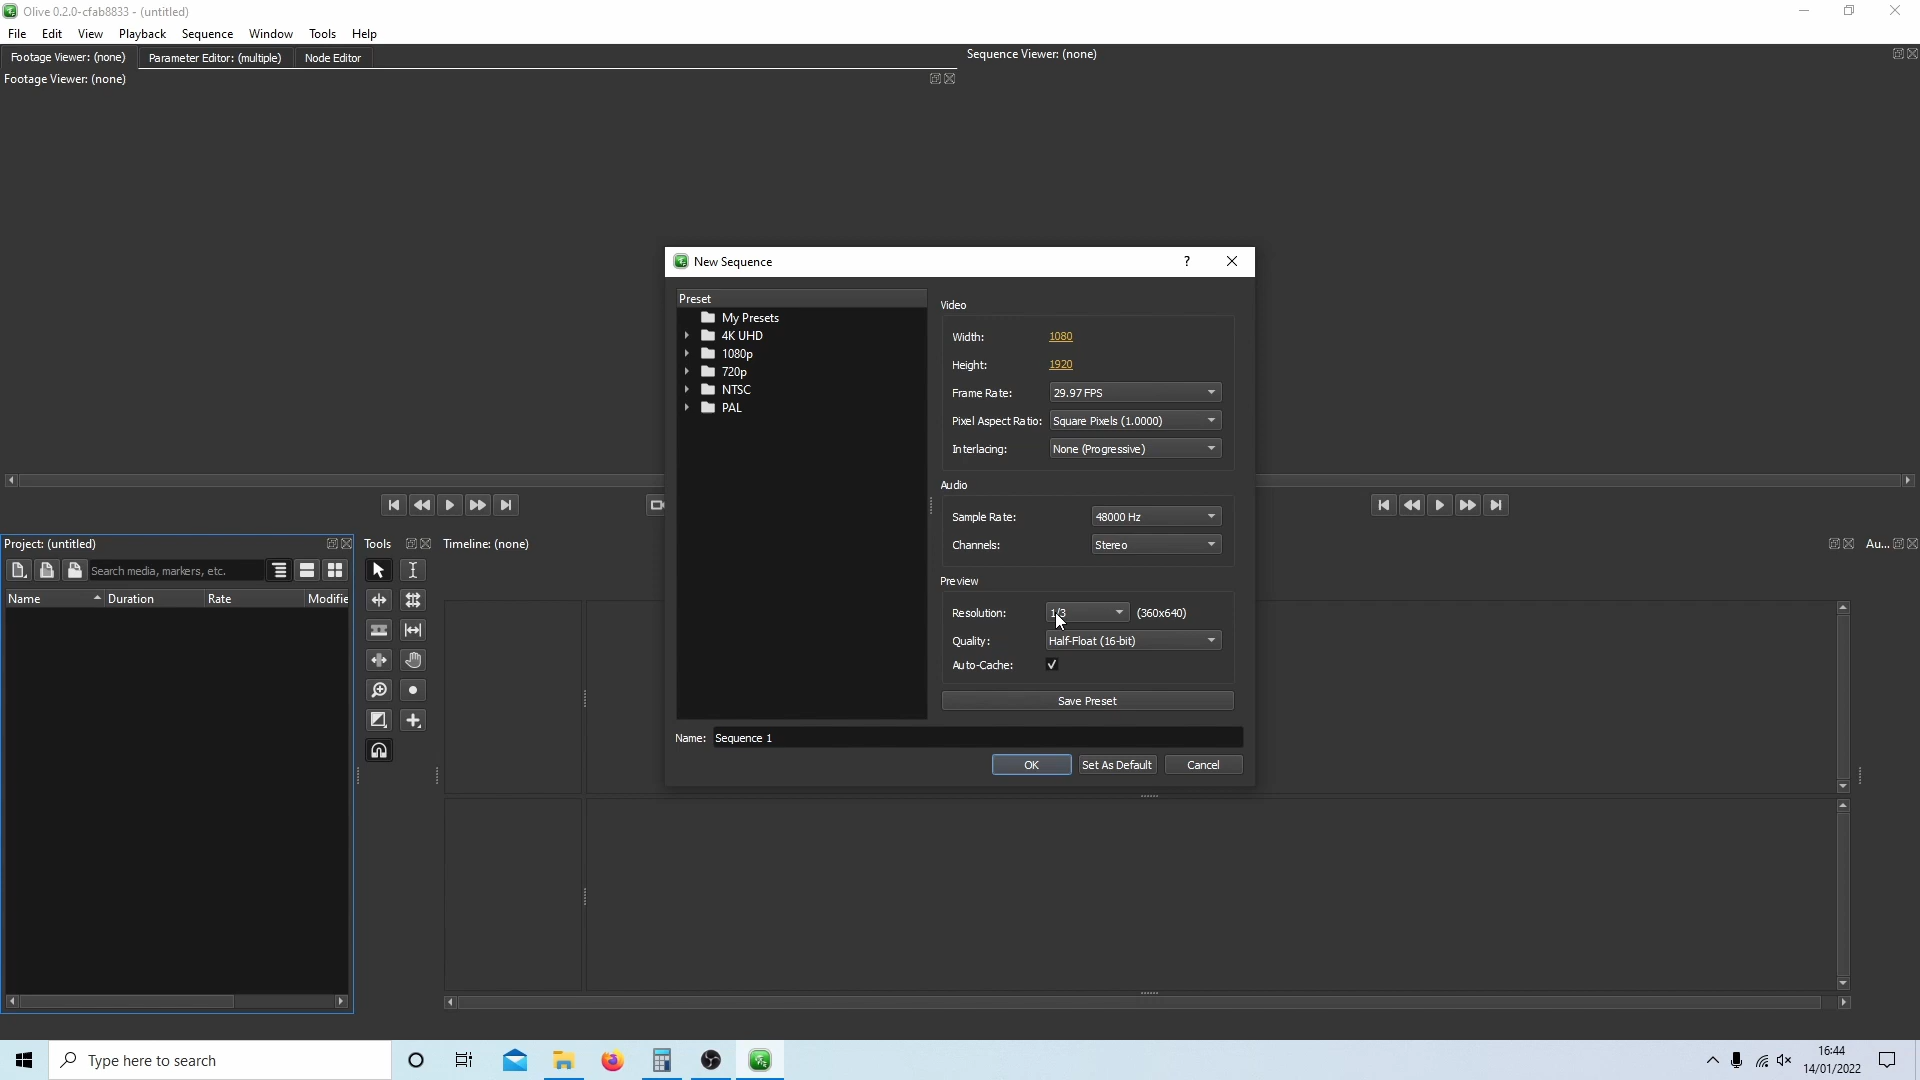 Olive 0.2.0-cfab8833 - (untitled)
File Edit View Playback Sequence Window Tools Help
Footage Viewer: (none) Parameter Editor: (multiple) Node Editor
Sequence Viewer: (none)
Footage Viewer: (none)
New Sequence ?
Preset
My Presets
4K UHD
1080p
720p
NTSC
PAL
Video
Width: 1080
Height: 1920
Frame Rate: 29.97 FPS
Pixel Aspect Ratio: Square Pixels (1.0000)
Interlacing: None (Progressive)
Audio
Sample Rate: 48000 Hz
Channels: Stereo
Preview
Resolution: 1/3 (360x640)
Quality: Half-Float (16-bit)
Auto-Cache:
Save Preset
Name: Sequence 1
OK Set As Default Cancel
Project: (untitled)
Search media, markers, etc.
Name Duration Rate Modifie
Tools
Timeline: (none)
Au...
Type here to search
16:44
14/01/2022